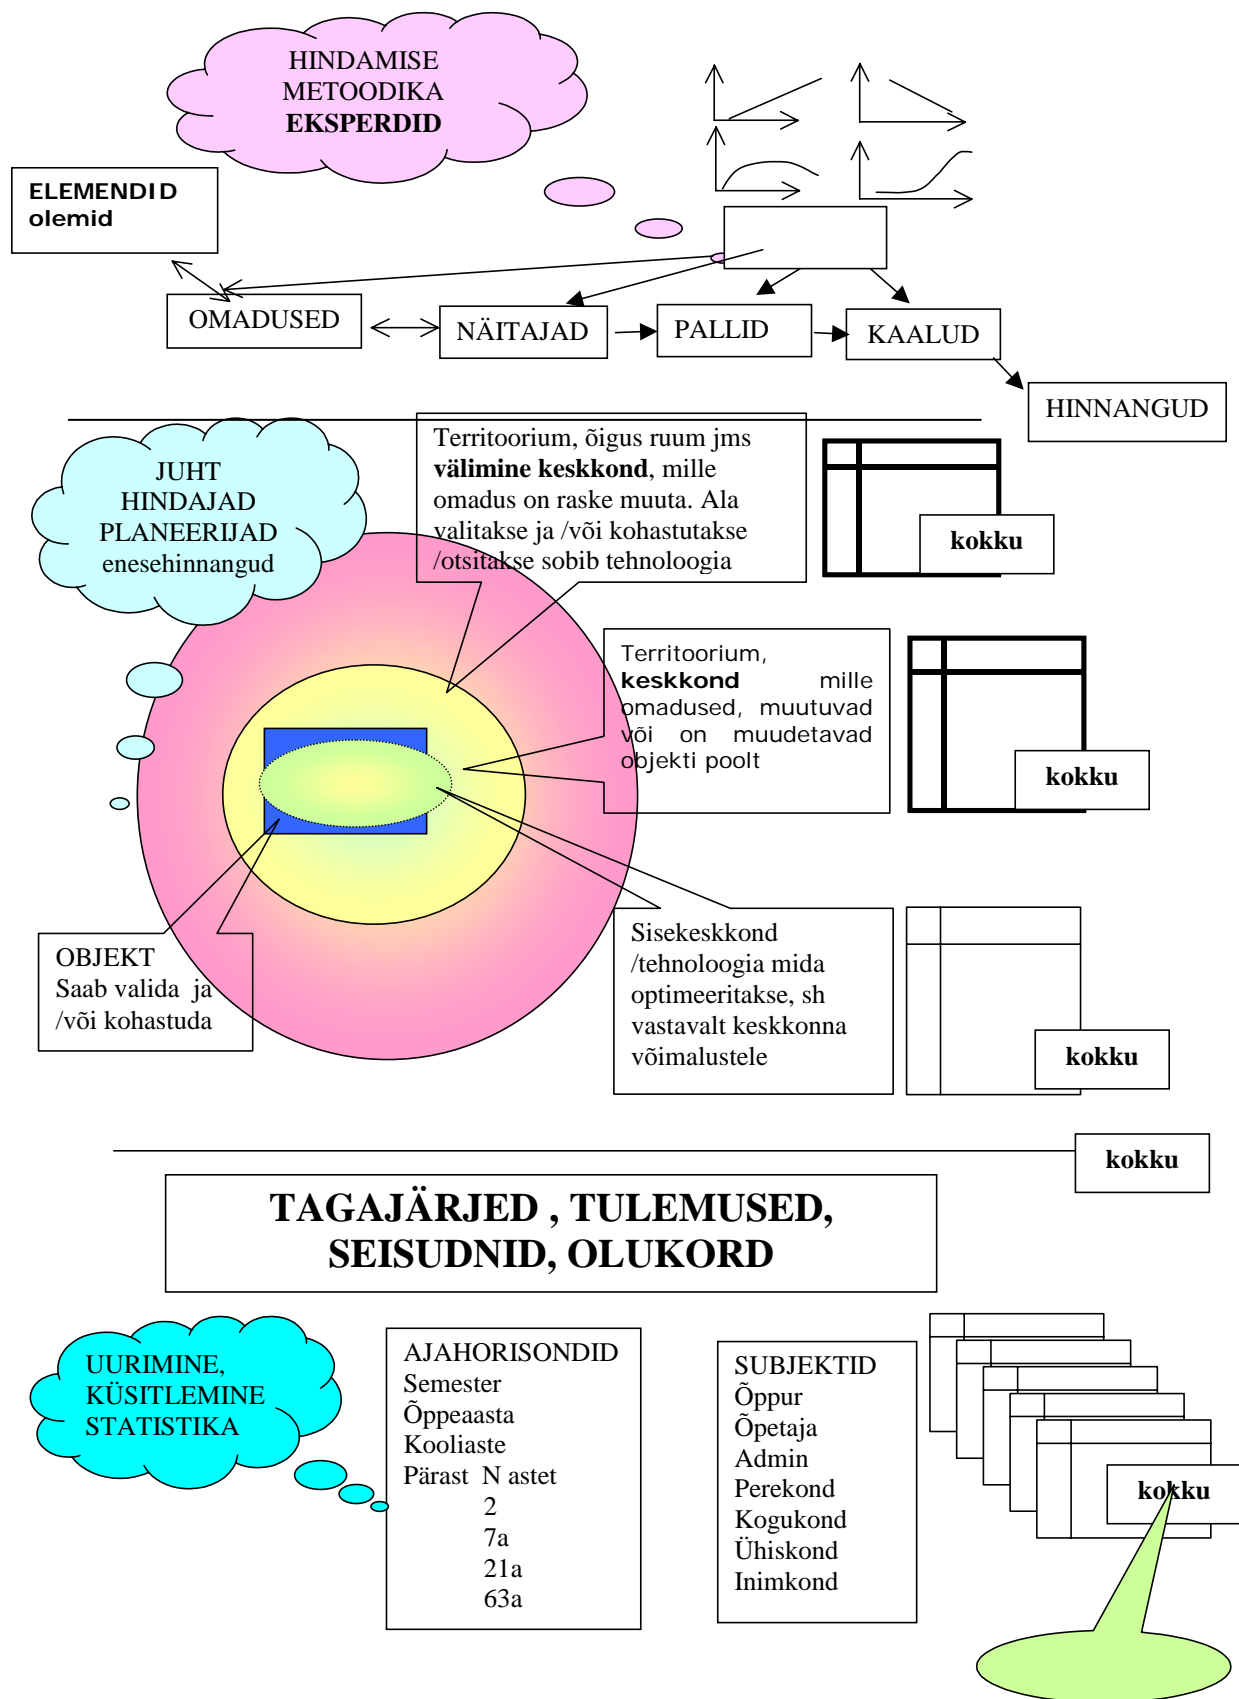 HINDAMISE
METOODIKA
EKSPERDID
ELEMENDID
olemid
OMADUSED
NÄITAJAD
PALLID
KAALUD
HINNANGUD
JUHT
HINDAJAD
PLANEERIJAD
enesehinnangud
Territoorium, õigus ruum jms
välimine keskkond, mille
omadus on raske muuta. Ala
valitakse ja /või kohastutakse
/otsitakse sobib tehnoloogia
kokku
Territoorium,
keskkond mille
omadused, muutuvad
või on muudetavad
objekti poolt
kokku
OBJEKT
Saab valida ja
/või kohastuda
Sisekeskkond
/tehnoloogia mida
optimeeritakse, sh
vastavalt keskkonna
võimalustele
kokku
kokku
TAGAJÄRJED , TULEMUSED,
SEISUDNID, OLUKORD
UURIMINE,
KÜSITLEMINE
STATISTIKA
AJAHORISONDID
Semester
Õppeaasta
Kooliaste
Pärast N astet
2
7a
21a
63a
SUBJEKTID
Õppur
Õpetaja
Admin
Perekond
Kogukond
Ühiskond
Inimkond
kokku